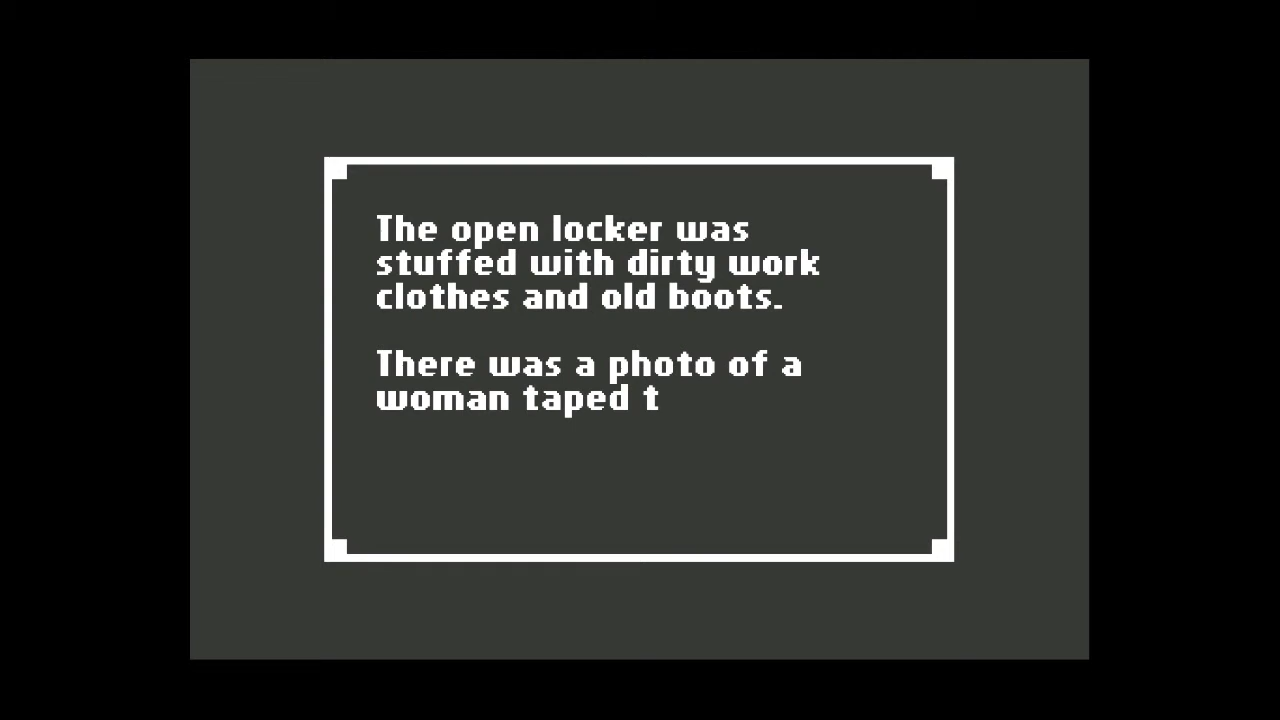 The open locker was
stuffed with dirty work
clothes and old boots.
There was a photo of a
woman taped t